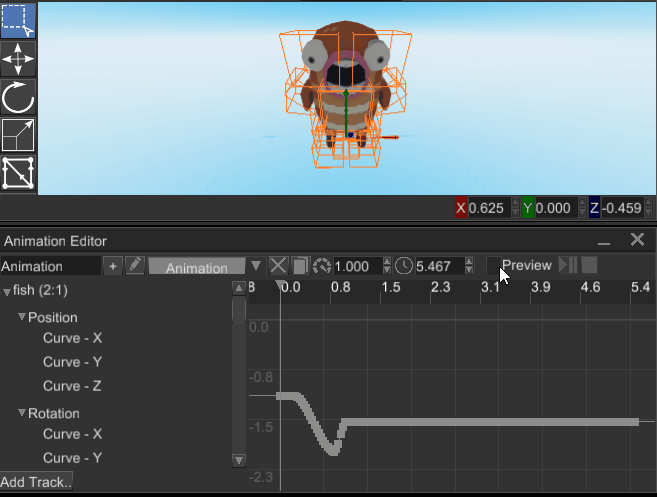 X 0.625 Y 0.000 Z -0.459
Animation Editor
Animation + Animation 1.000 5.467 Preview
fish (2:1) 8 0.0 0.8 1.5 2.3 3.1 3.9 4.6 5.4
Position
0.0
Curve - X
Curve - Y
-0.8
Curve - Z
Rotation
-1.5
Curve - X
Curve - Y
-2.3
Add Track..